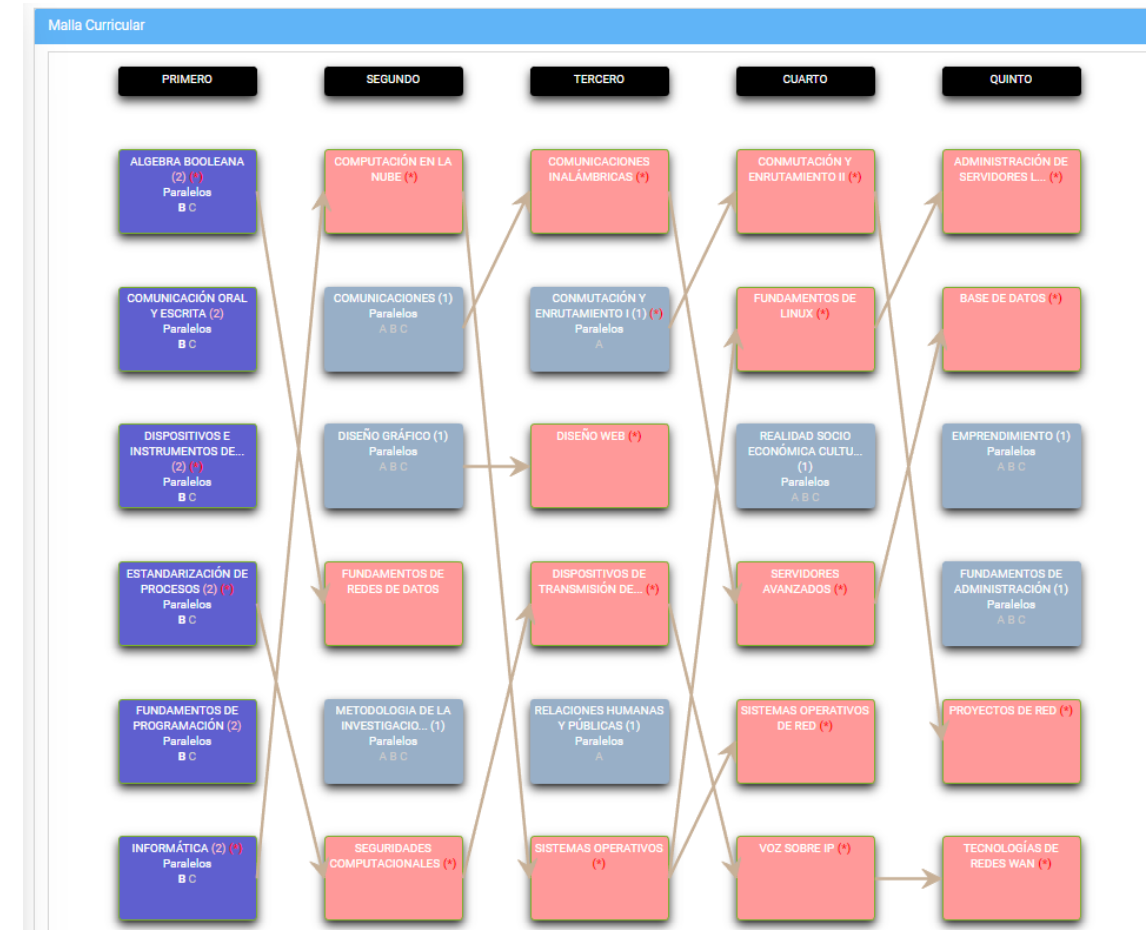 Malla Curricular
PRIMERO
SEGUNDO
TERCERO
CUARTO
QUINTO
ALGEBRA BOOLEANA
(2) (*)
Paralelos
B C
COMPUTACIÓN EN LA
NUBE (*)
COMUNICACIONES
INALÁMBRICAS (*)
CONMUTACIÓN Y
ENRUTAMIENTO II (*)
ADMINISTRACIÓN DE
SERVIDORES L... (*)
COMUNICACIÓN ORAL
Y ESCRITA (2)
Paralelos
B C
COMUNICACIONES (1)
Paralelos
A B C
CONMUTACIÓN Y
ENRUTAMIENTO I (1) (*)
Paralelos
A
FUNDAMENTOS DE
LINUX (*)
BASE DE DATOS (*)
DISPOSITIVOS E
INSTRUMENTOS DE...
(2) (*)
Paralelos
B C
DISEÑO GRÁFICO (1)
Paralelos
A B C
DISEÑO WEB (*)
REALIDAD SOCIO
ECONÓMICA CULTU...
(1)
Paralelos
A B C
EMPRENDIMIENTO (1)
Paralelos
A B C
ESTANDARIZACIÓN DE
PROCESOS (2) (*)
Paralelos
B C
FUNDAMENTOS DE
REDES DE DATOS
DISPOSITIVOS DE
TRANSMISIÓN DE... (*)
SERVIDORES
AVANZADOS (*)
FUNDAMENTOS DE
ADMINISTRACIÓN (1)
Paralelos
A B C
FUNDAMENTOS DE
PROGRAMACIÓN (2)
Paralelos
B C
METODOLOGIA DE LA
INVESTIGACIO... (1)
Paralelos
A B C
RELACIONES HUMANAS
Y PÚBLICAS (1)
Paralelos
A
SISTEMAS OPERATIVOS
DE RED (*)
PROYECTOS DE RED (*)
INFORMÁTICA (2) (*)
Paralelos
B C
SEGURIDADES
COMPUTACIONALES (*)
SISTEMAS OPERATIVOS
(*)
VOZ SOBRE IP (*)
TECNOLOGÍAS DE
REDES WAN (*)